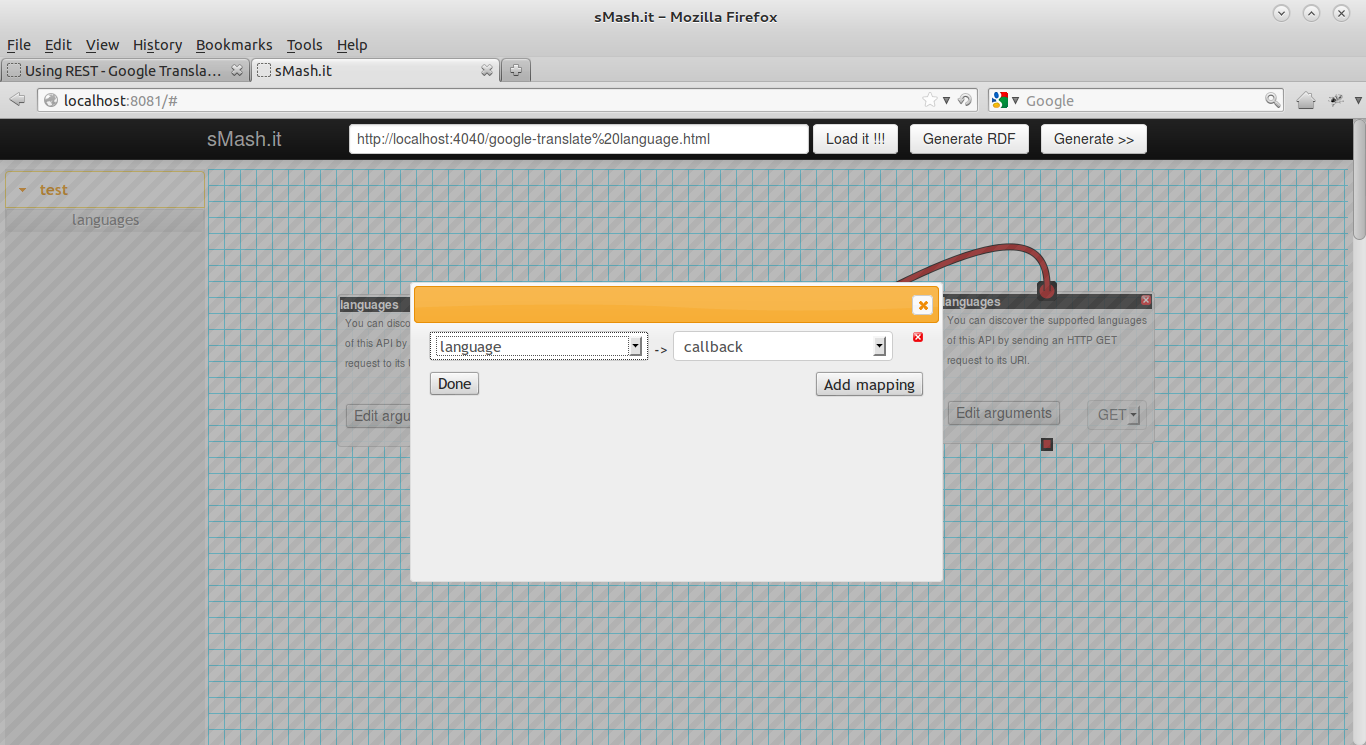 sMash.it - Mozilla Firefox
File Edit View History Bookmarks Tools Help
Using REST - Google Transla... sMash.it
localhost:8081/# Google
sMash.it http://localhost:4040/google-translate%20language.html Load it !!! Generate RDF Generate >>
test
languages
languages
You can disco
of this API by
request to its
Edit argu
language -> callback
Done Add mapping
languages
You can discover the supported languages
of this API by sending an HTTP GET
request to its URI.
Edit arguments GET